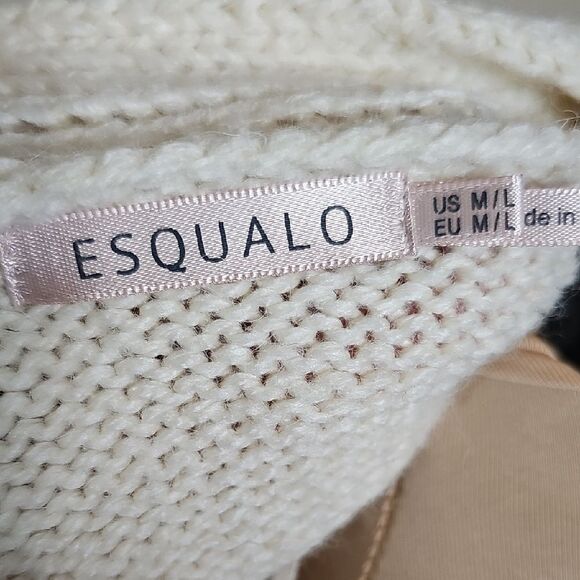 ESQUALO
US M/L
EU M/L
de in